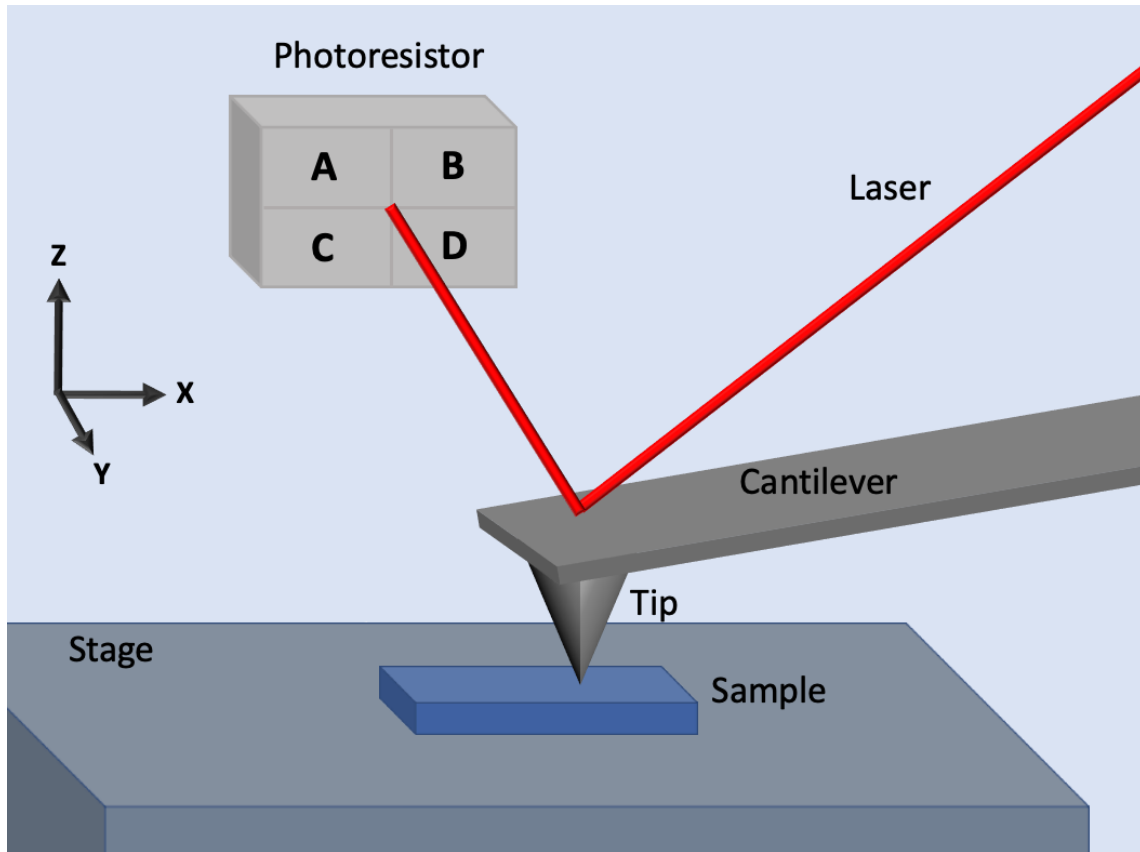 Photoresistor
A B
C D
Laser
Z
X
Y
Cantilever
Tip
Stage
Sample